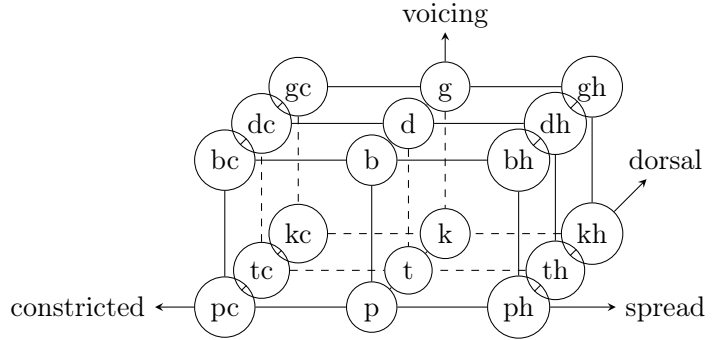 voicing
gc g gh
dc d dh
bc b bh
dorsal
kc k kh
tc t th
constricted pc p ph spread